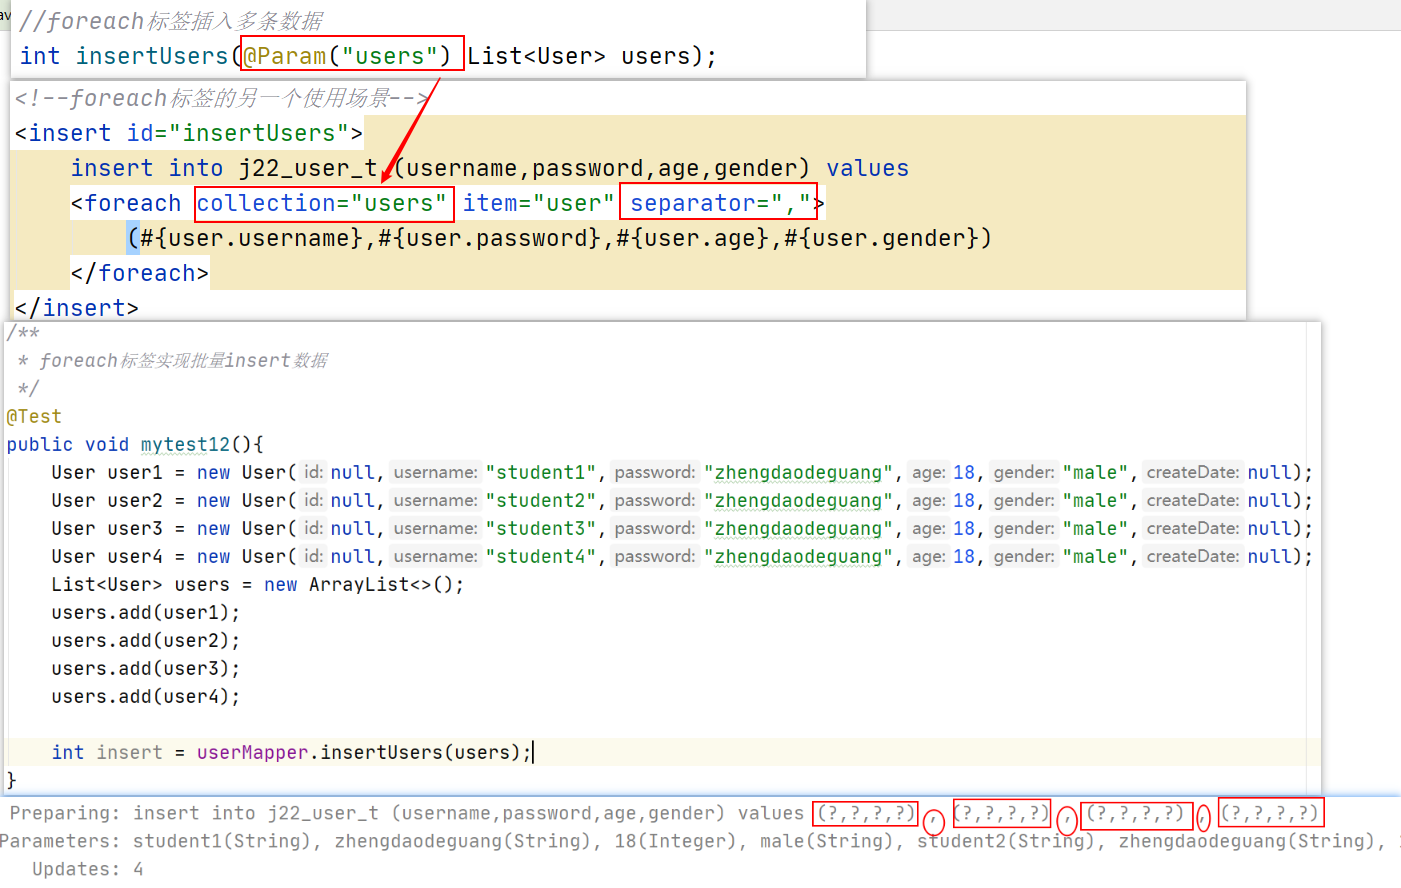 av
//foreach标签插入多条数据
int insertUsers(@Param("users") List<User> users);
<!--foreach标签的另一个使用场景-->
<insert id="insertUsers">
insert into j22_user_t (username,password,age,gender) values
<foreach collection="users" item="user" separator=",">
(#{user.username},#{user.password},#{user.age},#{user.gender})
</foreach>
</insert>
/**
* foreach标签实现批量insert数据
*/
@Test
public void mytest12(){
User user1 = new User( id: null, username: "student1", password: "zhengdaodeguang", age: 18, gender: "male", createDate: null);
User user2 = new User( id: null, username: "student2", password: "zhengdaodeguang", age: 18, gender: "male", createDate: null);
User user3 = new User( id: null, username: "student3", password: "zhengdaodeguang", age: 18, gender: "male", createDate: null);
User user4 = new User( id: null, username: "student4", password: "zhengdaodeguang", age: 18, gender: "male", createDate: null);
List<User> users = new ArrayList<>();
users.add(user1);
users.add(user2);
users.add(user3);
users.add(user4);
int insert = userMapper.insertUsers(users);
}
Preparing: insert into j22_user_t (username,password,age,gender) values (?,?,?,?) , (?,?,?,?) , (?,?,?,?) , (?,?,?,?)
Parameters: student1(String), zhengdaodeguang(String), 18(Integer), male(String), student2(String), zhengdaodeguang(String),
Updates: 4